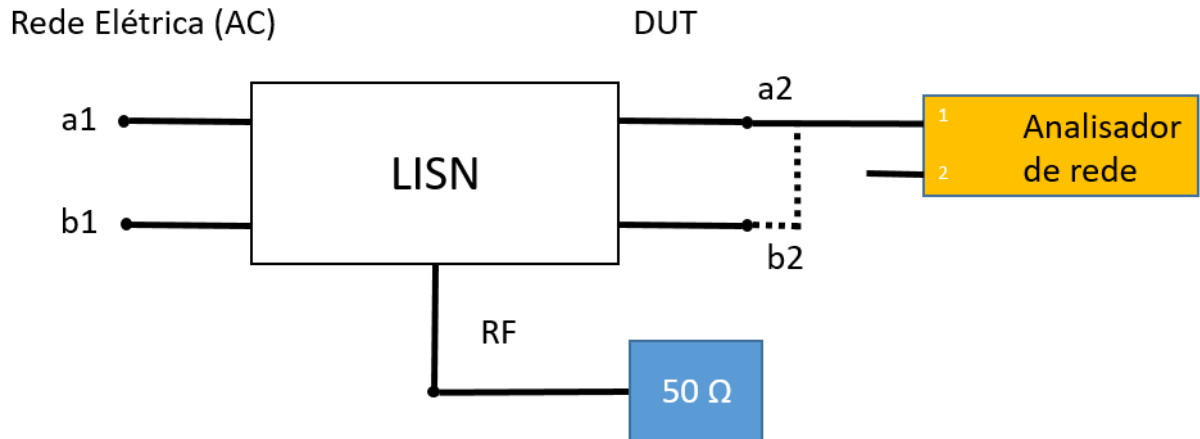 Rede Elétrica (AC)
DUT
a1
b1
LISN
a2
b2
1
2
Analisador
de rede
RF
50 Ω